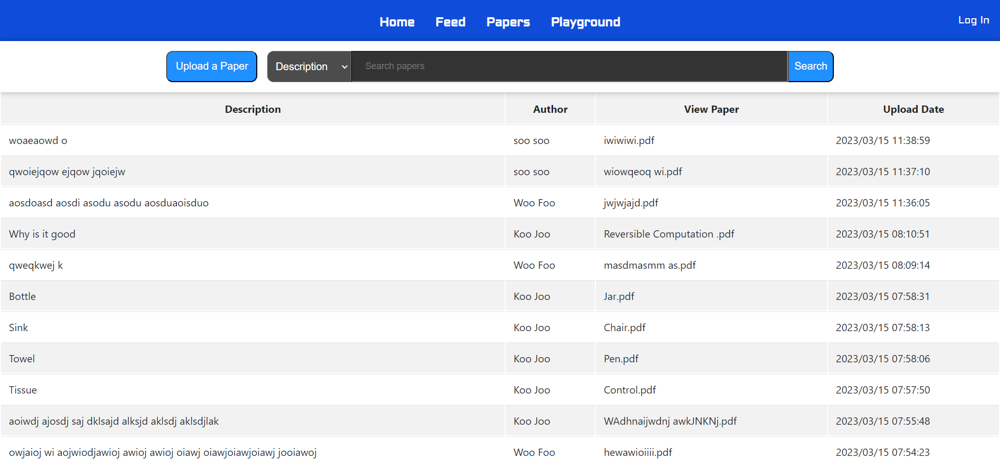 Home Feed Papers Playground Log In
Upload a Paper Description Search papers Search
Description Author View Paper Upload Date
woaeaowd o soo soo iwiwiwi.pdf 2023/03/15 11:38:59
qwoiejqow ejqow jqoiejw soo soo wiowqeoq wi.pdf 2023/03/15 11:37:10
aosdoasd aosdi asodu asodu aosduaoisduo Woo Foo jwjwjajd.pdf 2023/03/15 11:36:05
Why is it good Koo Joo Reversible Computation .pdf 2023/03/15 08:10:51
qweqkwej k Woo Foo masdmasmm as.pdf 2023/03/15 08:09:14
Bottle Koo Joo Jar.pdf 2023/03/15 07:58:31
Sink Koo Joo Chair.pdf 2023/03/15 07:58:13
Towel Koo Joo Pen.pdf 2023/03/15 07:58:06
Tissue Koo Joo Control.pdf 2023/03/15 07:57:50
aoiwdj ajosdj saj dklsajd alksjd aklsdj aklsdjlak Koo Joo WAdhnaijwdnj awkJNKNj.pdf 2023/03/15 07:55:48
owjaioj wi aojwiodjawioj awioj awioj oiawj oiawjoiawjoiawj jooiawoj Woo Foo hewawioiiii.pdf 2023/03/15 07:54:23